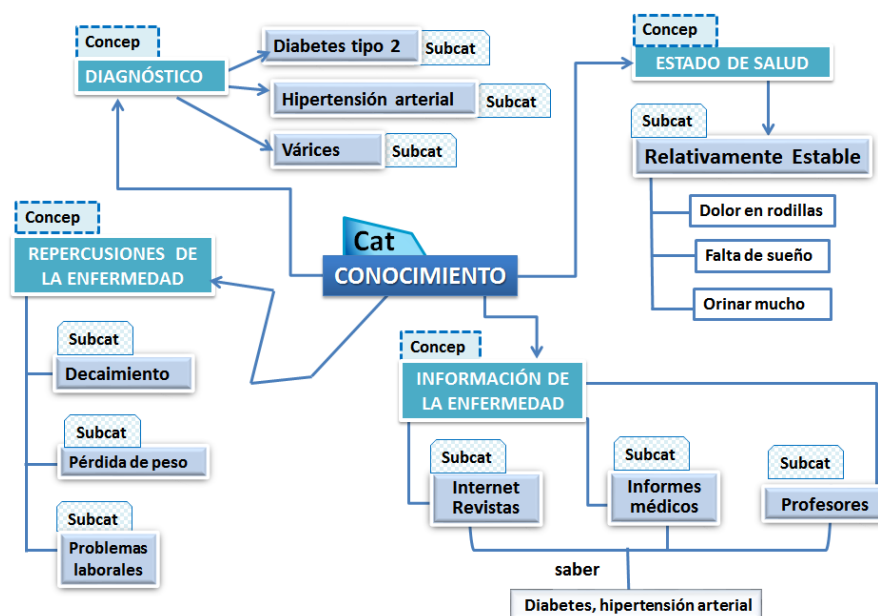 Concep
DIAGNÓSTICO
Diabetes tipo 2
Subcat
Hipertensión arterial
Subcat
Várices
Subcat
Concep
ESTADO DE SALUD
Subcat
Relativamente Estable
Dolor en rodillas
Falta de sueño
Orinar mucho
Cat
CONOCIMIENTO
Concep
REPERCUSIONES DE
LA ENFERMEDAD
Subcat
Decaimiento
Subcat
Pérdida de peso
Subcat
Problemas
laborales
Concep
INFORMACIÓN DE
LA ENFERMEDAD
Subcat
Internet
Revistas
Subcat
Informes
médicos
Subcat
Profesores
saber
Diabetes, hipertensión arterial